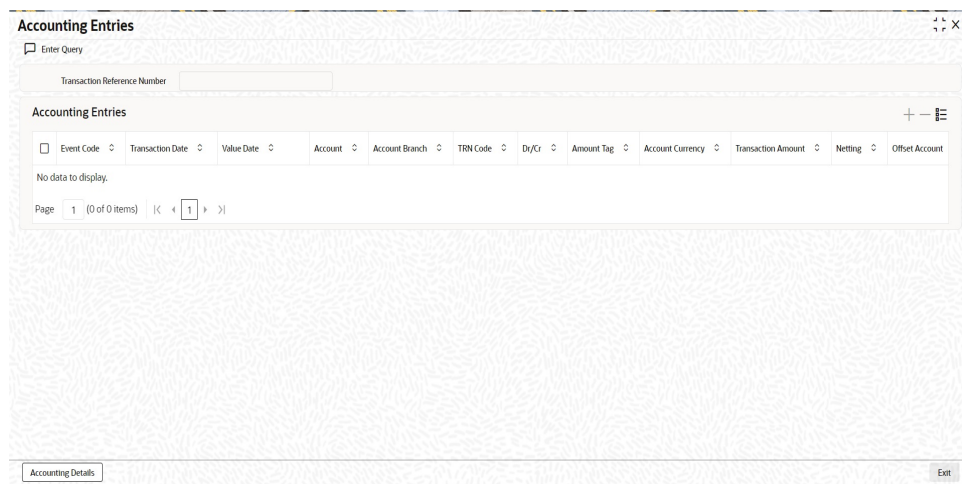 Accounting Entries
Enter Query
Transaction Reference Number
Accounting Entries
Event Code Transaction Date Value Date Account Account Branch TRN Code Dr/Cr Amount Tag Account Currency Transaction Amount Netting Offset Account
No data to display.
Page 1 (0 of 0 items) 1
Accounting Details Exit